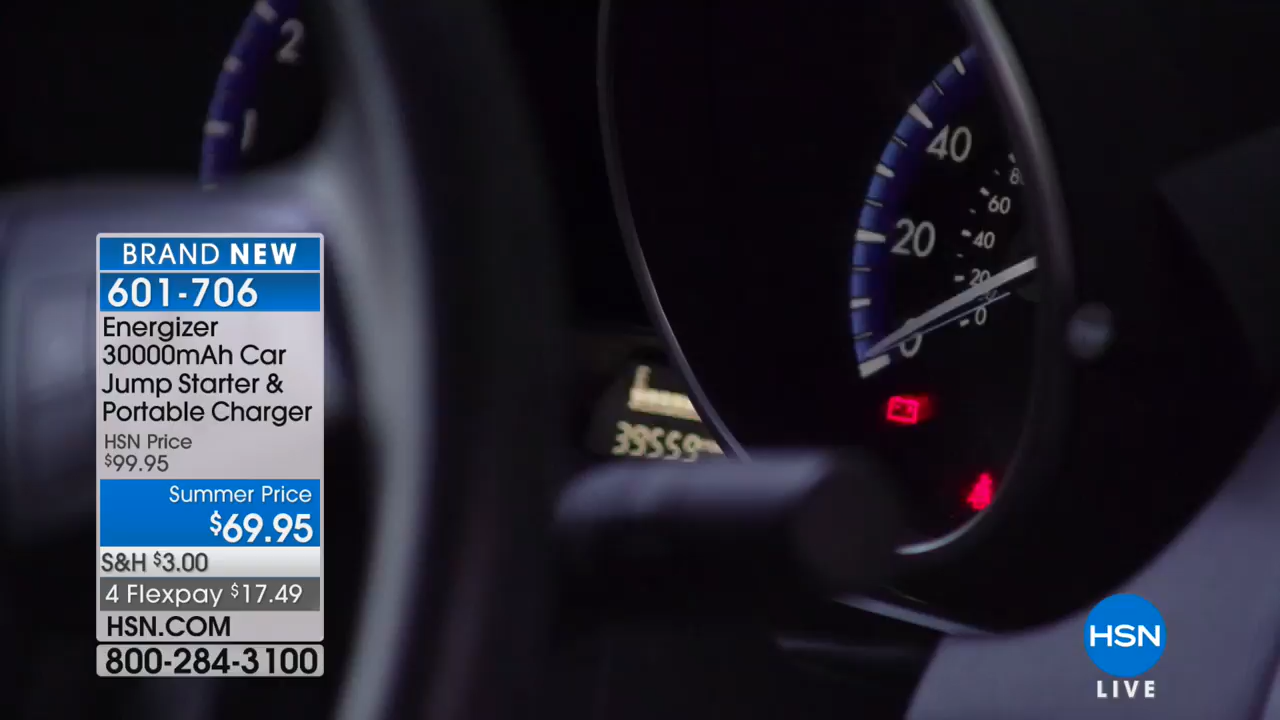 BRAND NEW
601-706
Energizer
30000mAh Car
Jump Starter &
Portable Charger
HSN Price
$99.95
Summer Price
$69.95
S&H $3.00
4 Flexpay $17.49
HSN.COM
800-284-3100
2
1
40
20
0
80
60
40
20
0
39559
HSN
LIVE